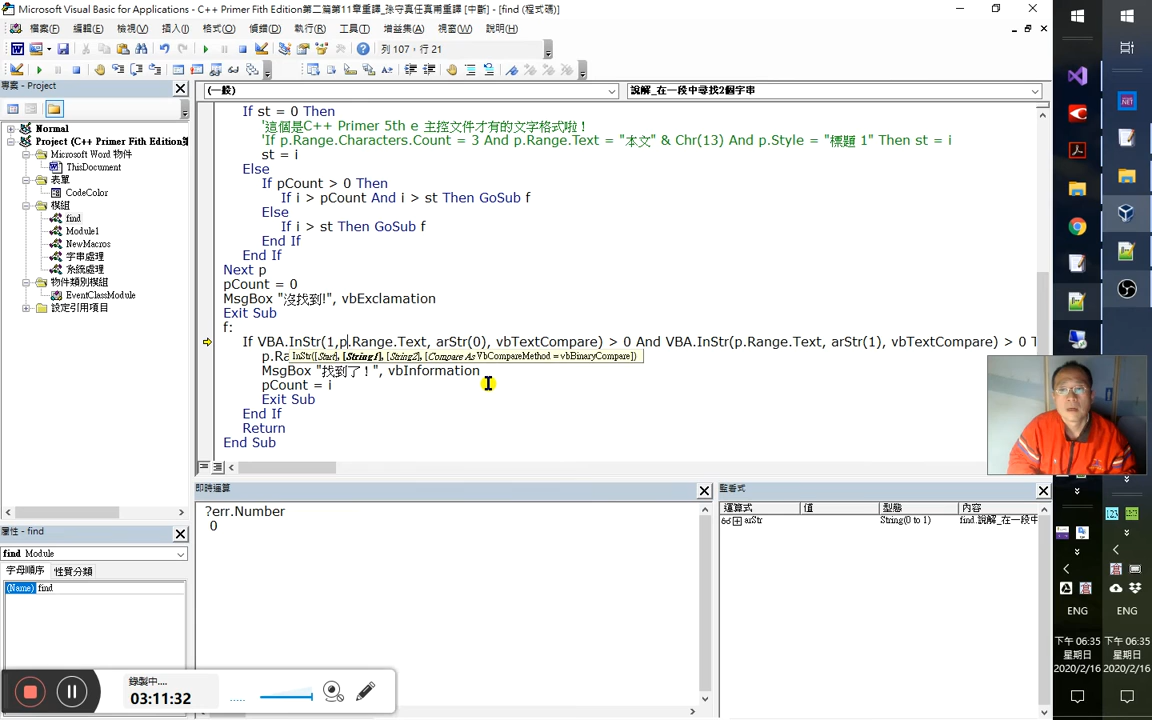 Microsoft Visual Basic for Applications - C++ Primer Fith Edition第二篇第11章重譯_孫守真任真甫重譯 [中斷] - [find (程式碼)]
檔案(F) 編輯(E) 檢視(V) 插入(I) 格式(O) 偵錯(D) 執行(R) 工具(T) 增益集(A) 視窗(W) 說明(H)
列 107，行 21
專案 - Project
(一般)
說解_在一段中尋找2個字串
Normal
Project (C++ Primer Fith Edition第
Microsoft Word 物件
ThisDocument
表單
CodeColor
模組
find
Module1
NewMacros
字串處理
系統處理
物件類別模組
EventClassModule
設定引用項目
If st = 0 Then
'這個是C++ Primer 5th e 主控文件才有的文字格式啦！
'If p.Range.Characters.Count = 3 And p.Range.Text = "本文" & Chr(13) And p.Style = "標題 1" Then st = i
st = i
Else
If pCount > 0 Then
If i > pCount And i > st Then GoSub f
Else
If i > st Then GoSub f
End If
End If
Next p
pCount = 0
MsgBox "沒找到!", vbExclamation
Exit Sub
f:
If VBA.InStr(1,p.Range.Text, arStr(0), vbTextCompare) > 0 And VBA.InStr(p.Range.Text, arStr(1), vbTextCompare) > 0 T
p.Ra
InStr([Start], [String1], [String2], [Compare As VbCompareMethod = vbBinaryCompare])
MsgBox "找到了！", vbInformation
pCount = i
Exit Sub
End If
Return
End Sub
屬性 - find
find Module
字母順序 性質分類
(Name) find
即時運算
?err.Number
0
監看式
運算式 值 型態 內容
arStr String(0 to 1) find.說解_在一段中
錄製中....
03:11:32
ENG ENG
下午 06:35 下午 06:35
星期日 星期日
2020/2/16 2020/2/16